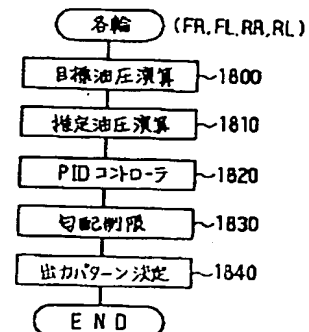 各輪 (FR,FL,RR,RL)
目標油圧演算 ~1800
推定油圧演算 ~1810
PIDコントローラ ~1820
勾配制限 ~1830
出力パターン決定 ~1840
END